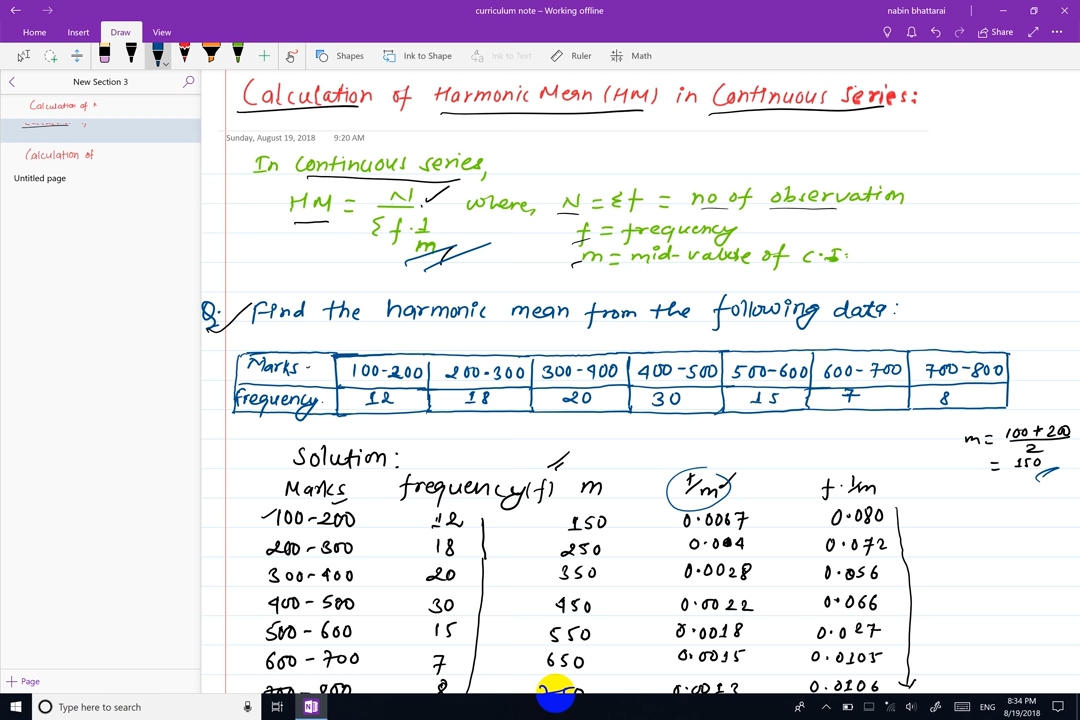 curriculum note – Working offline
nabin bhattarai
Home Insert Draw View
Share
Shapes Ink to Shape Ink to Text Ruler Math
New Section 3
Calculation of
Calculation of
Untitled page
Page
Calculation of Harmonic Mean (HM) in Continuous Series:
Sunday, August 19, 2018 9:20 AM
In continuous series,
HM = N / Σf·1/m where, N = Σf = no of observation
f = frequency
m = mid-value of C.I.
Q. Find the harmonic mean from the following data:
Marks 100-200 200-300 300-400 400-500 500-600 600-700 700-800
frequency 12 18 20 30 15 7 8
m = 100+200 / 2
= 150
Solution:
Marks frequency(f) m 1/m f·1/m
100-200 12 150 0.0067 0.080
200-300 18 250 0.004 0.072
300-400 20 350 0.0028 0.056
400-500 30 450 0.0022 0.066
500-600 15 550 0.0018 0.027
600-700 7 650 0.0015 0.0105
700-800 8 750 0.0013 0.0106
Type here to search
ENG
8:34 PM
8/19/2018